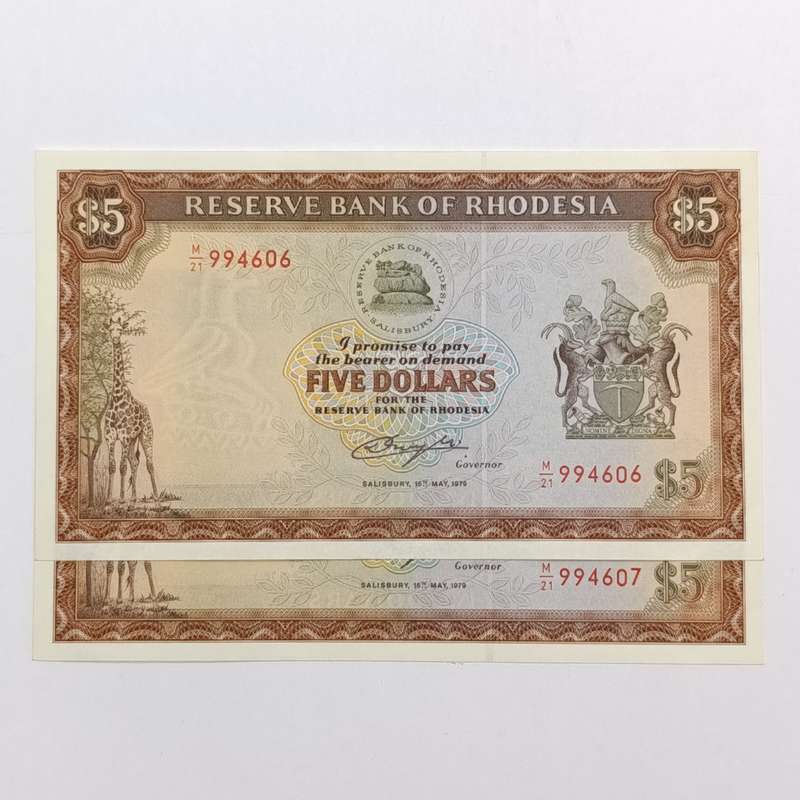 $5 RESERVE BANK OF RHODESIA $5
M/21 994606
RESERVE BANK OF RHODESIA
SALISBURY
I promise to pay
the bearer on demand
FIVE DOLLARS
FOR THE
RESERVE BANK OF RHODESIA
Governor
M/21 994606 $5
SALISBURY, 15TH MAY, 1979
Governor
M/21 994607 $5
SALISBURY, 15TH MAY, 1979